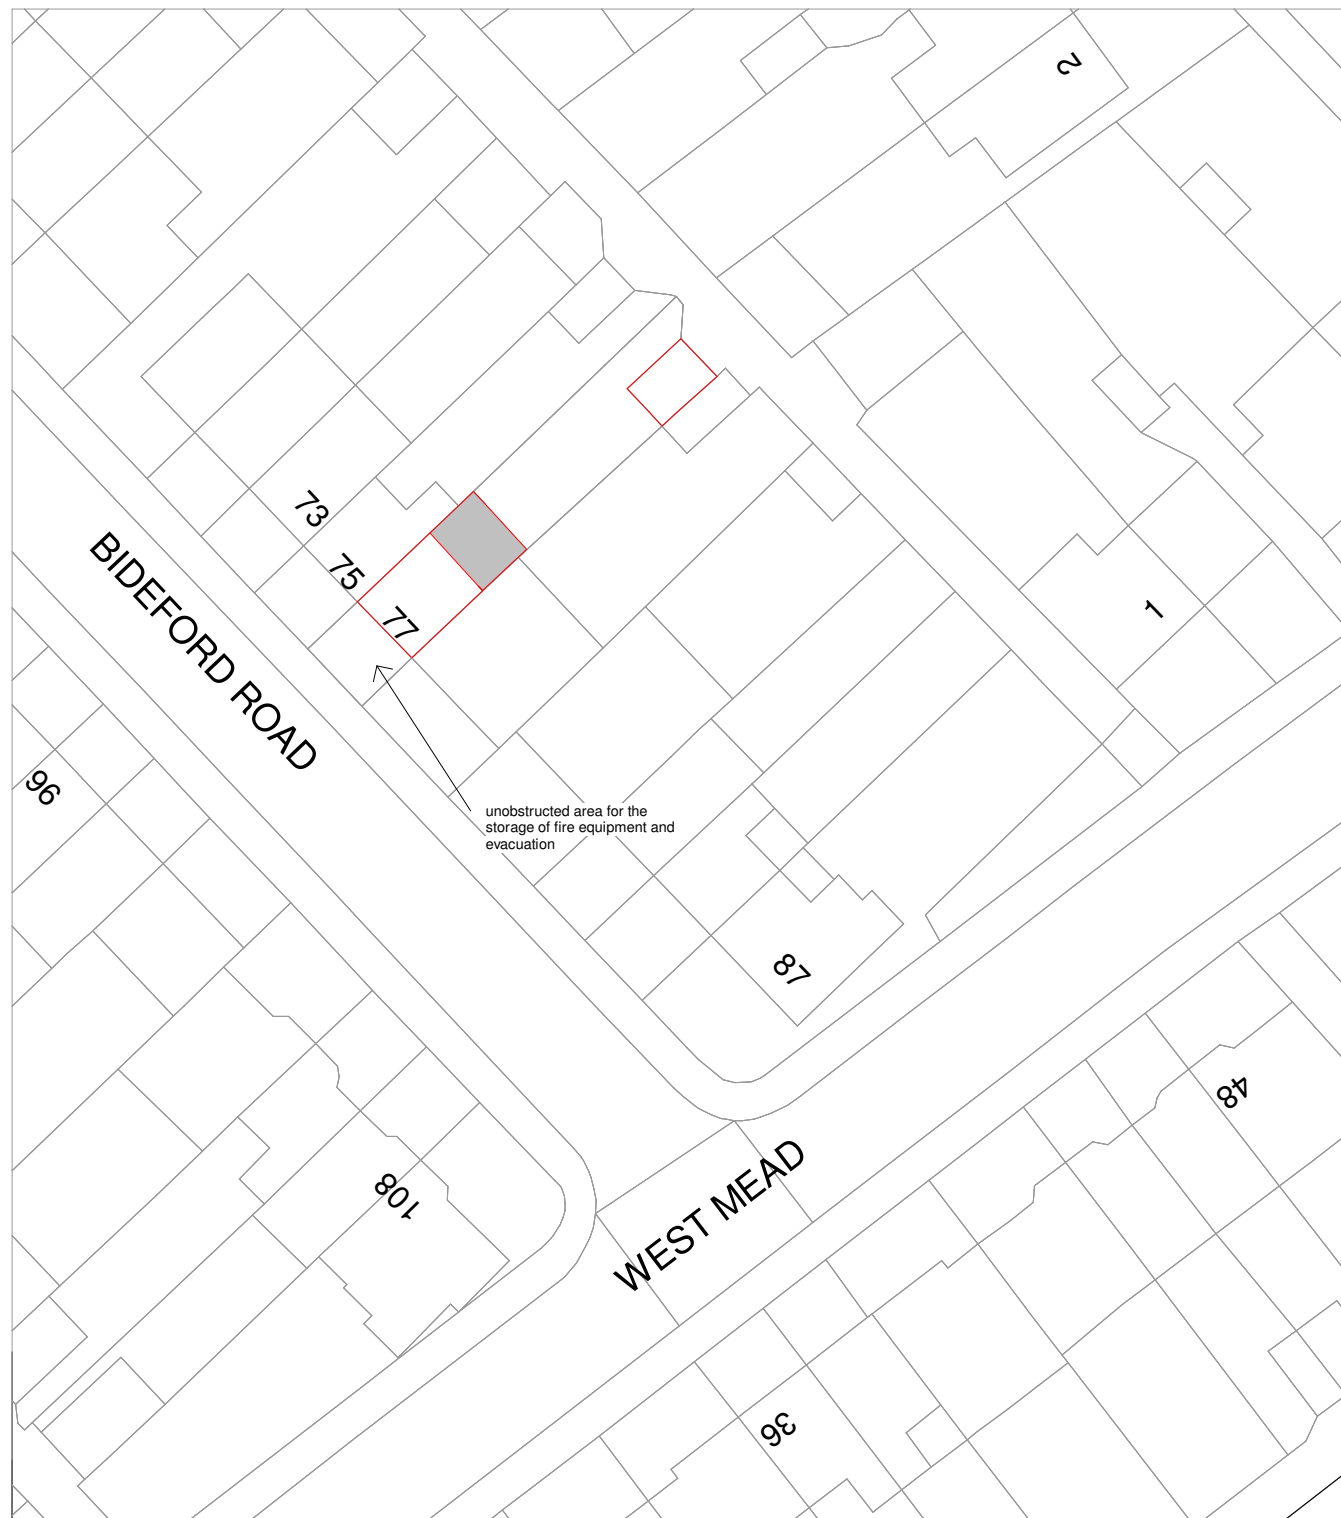 2
73
75
77
BIDEFORD ROAD
1
96
unobstructed area for the
storage of fire equipment and
evacuation
87
48
108
WEST MEAD
36